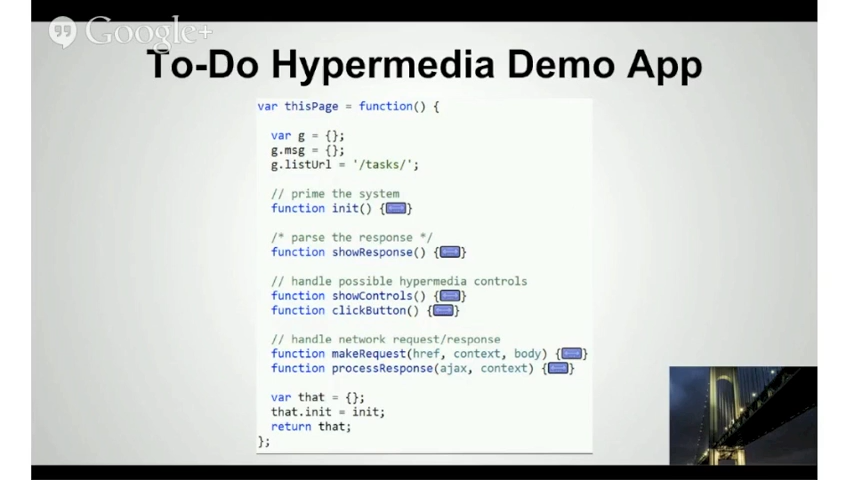 Google+
To-Do Hypermedia Demo App
var thisPage = function() {
var g = {};
g.msg = {};
g.listUrl = '/tasks/';
// prime the system
function init() {}
/* parse the response */
function showResponse() {}
// handle possible hypermedia controls
function showControls() {}
function clickButton() {}
// handle network request/response
function makeRequest(href, context, body) {}
function processResponse(ajax, context) {}
var that = {};
that.init = init;
return that;
};